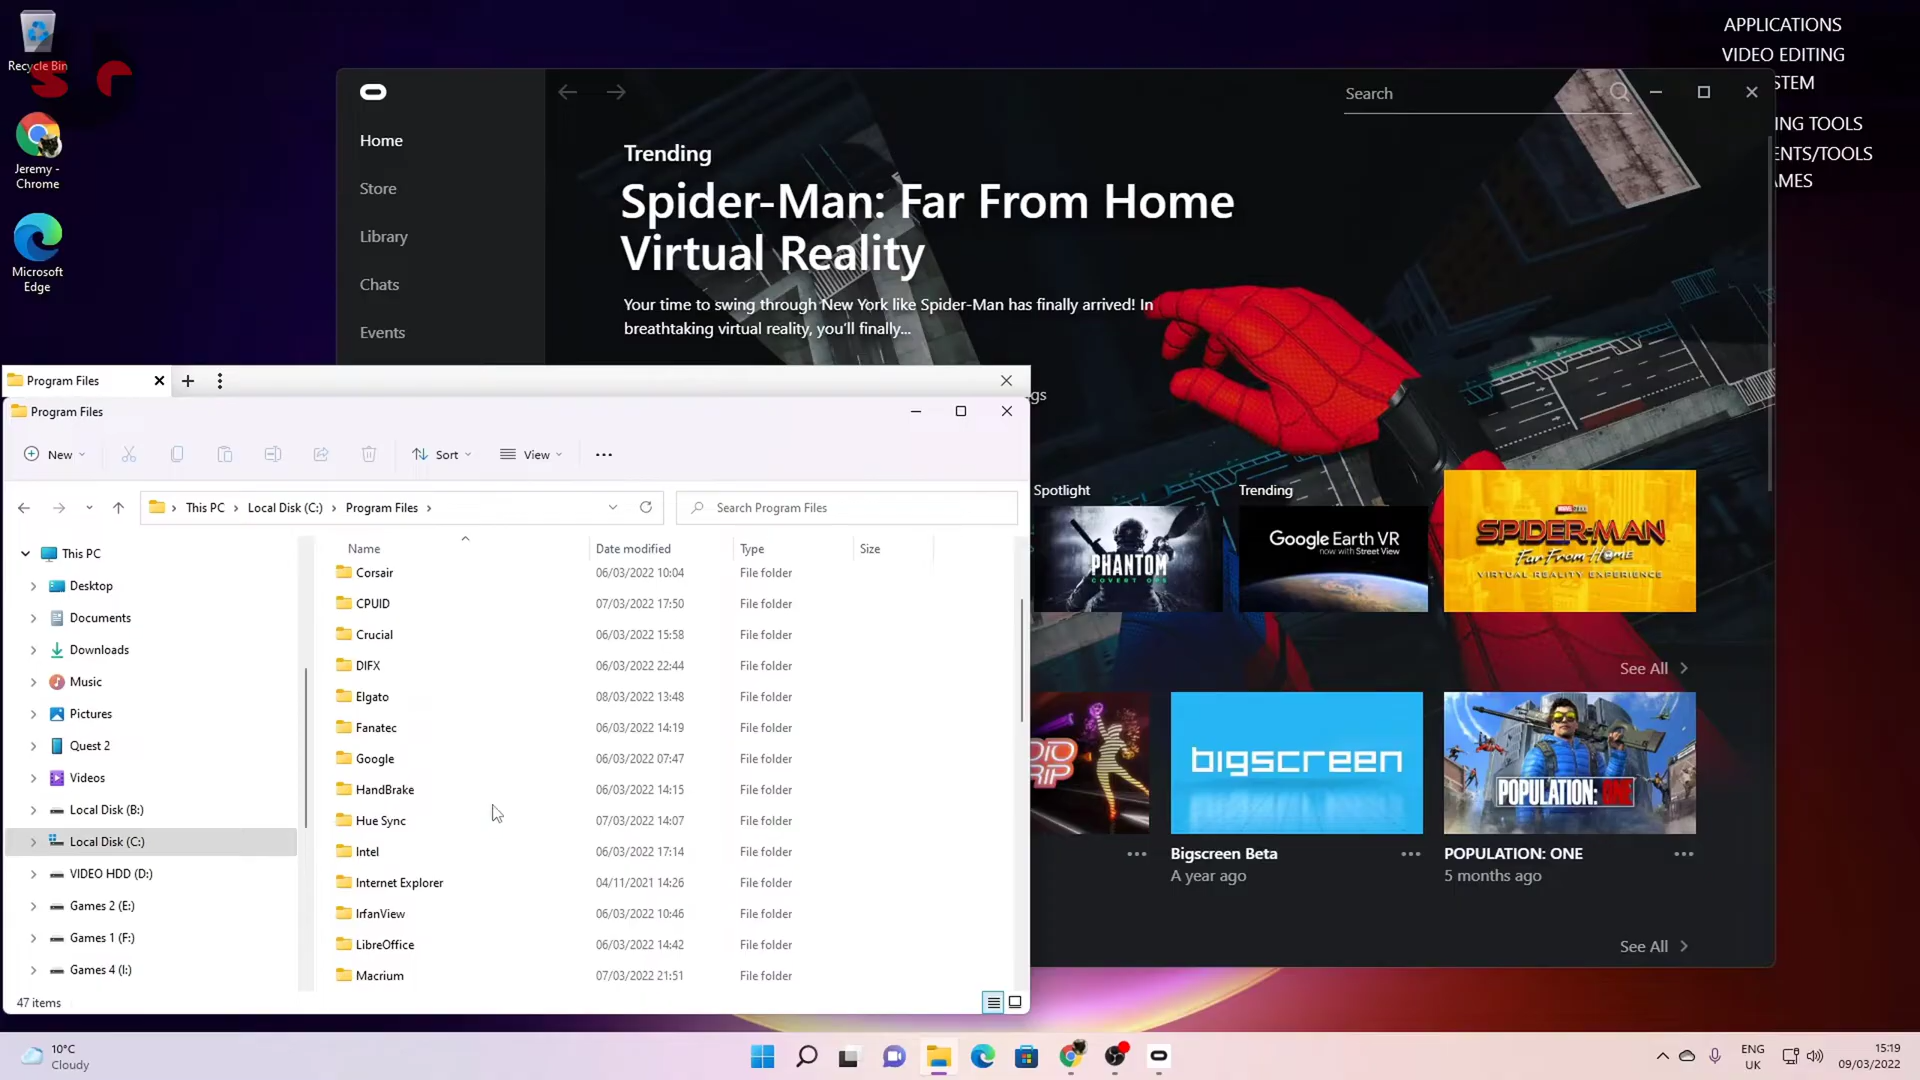 Recycle Bin
Jeremy -
Chrome
Microsoft
Edge
APPLICATIONS
VIDEO EDITING
STEM
ING TOOLS
ENTS/TOOLS
AMES
Search
Home
Store
Library
Chats
Events
Trending
Spider-Man: Far From Home
Virtual Reality
Your time to swing through New York like Spider-Man has finally arrived! In
breathtaking virtual reality, you'll finally...
gs
Spotlight
PHANTOM
COVERT OPS
Trending
Google Earth VR
now with Street View
SPIDER-MAN
Far From Home
VIRTUAL REALITY EXPERIENCE
See All
bigscreen
POPULATION: ONE
Bigscreen Beta
A year ago
POPULATION: ONE
5 months ago
See All
Program Files
Program Files
New
Sort
View
This PC
Local Disk (C:)
Program Files
Search Program Files
This PC
Desktop
Documents
Downloads
Music
Pictures
Quest 2
Videos
Local Disk (B:)
Local Disk (C:)
VIDEO HDD (D:)
Games 2 (E:)
Games 1 (F:)
Games 4 (I:)
Name Date modified Type Size
Corsair 06/03/2022 10:04 File folder
CPUID 07/03/2022 17:50 File folder
Crucial 06/03/2022 15:58 File folder
DIFX 06/03/2022 22:44 File folder
Elgato 08/03/2022 13:48 File folder
Fanatec 06/03/2022 14:19 File folder
Google 06/03/2022 07:47 File folder
HandBrake 06/03/2022 14:15 File folder
Hue Sync 07/03/2022 14:07 File folder
Intel 06/03/2022 17:14 File folder
Internet Explorer 04/11/2021 14:26 File folder
IrfanView 06/03/2022 10:46 File folder
LibreOffice 06/03/2022 14:42 File folder
Macrium 07/03/2022 21:51 File folder
47 items
10°C
Cloudy
ENG
UK
15:19
09/03/2022